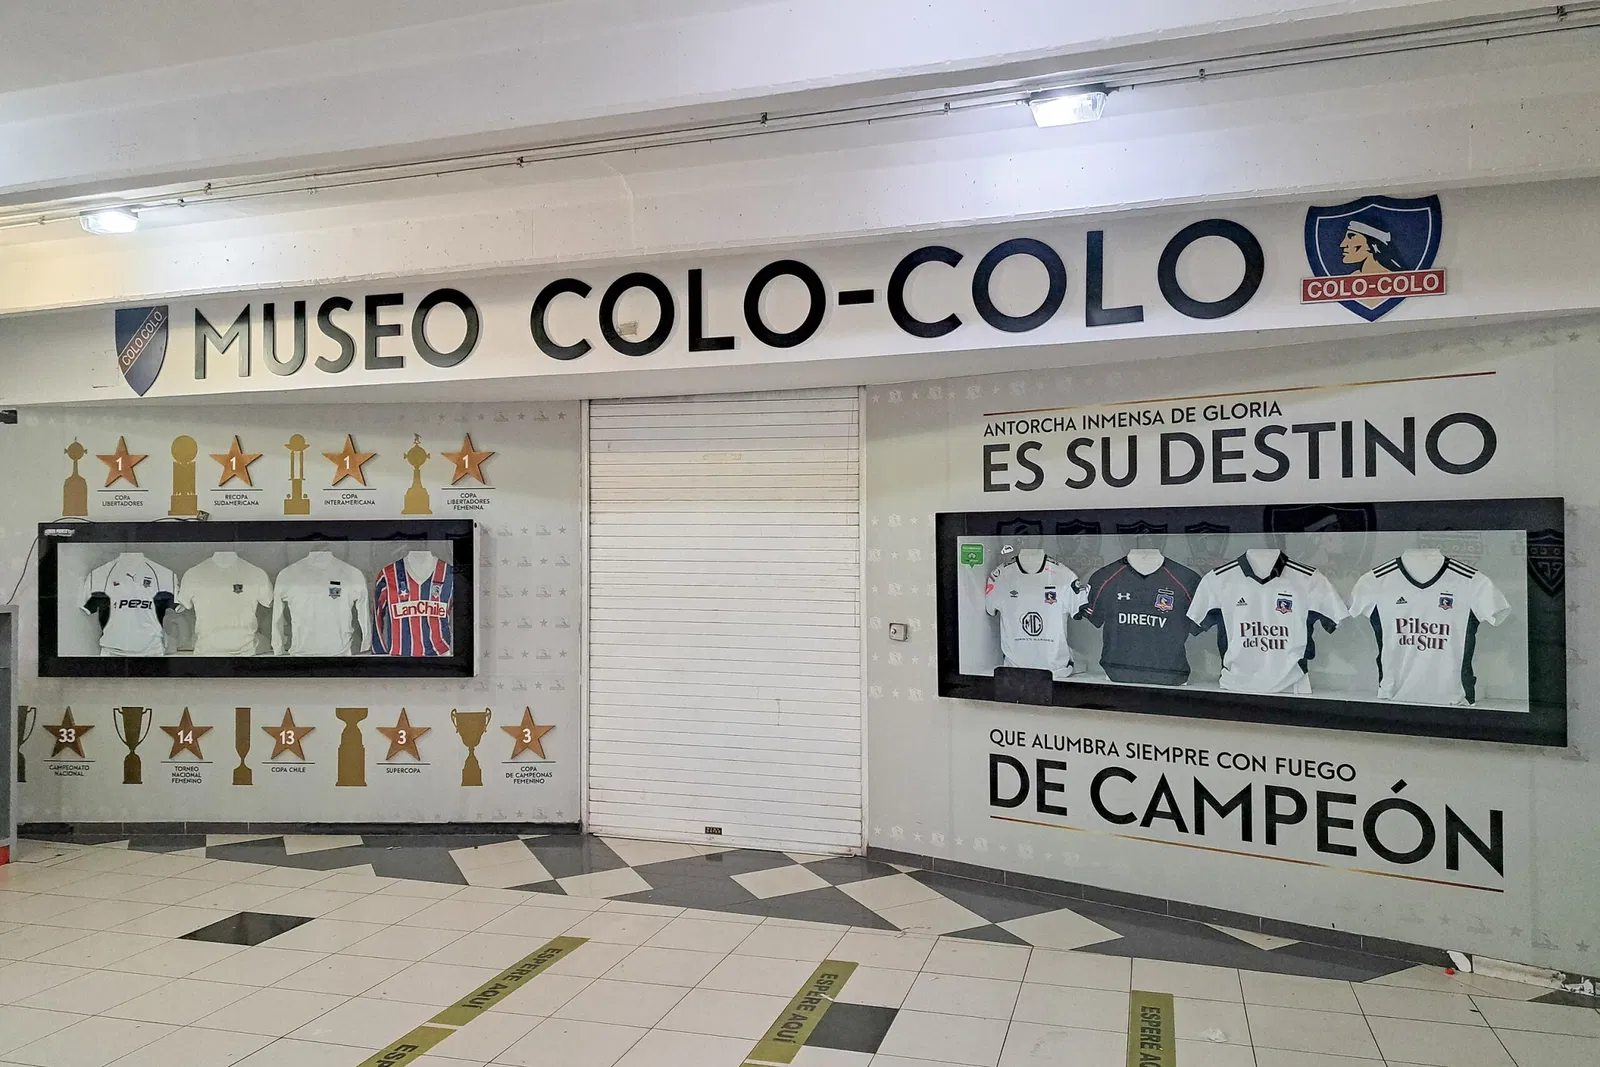 COLO COLO
MUSEO COLO-COLO
COLO-COLO
1
COPA
LIBERTADORES
1
RECOPA
SUDAMERICANA
1
COPA
INTERAMERICANA
1
COPA
LIBERTADORES
FEMENINA
PEPSI
LanChile
33
CAMPEONATO
NACIONAL
14
TORNEO
NACIONAL
FEMENINO
13
COPA CHILE
3
SUPERCOPA
3
COPA
DE CAMPEONAS
FEMENINO
ANTORCHA INMENSA DE GLORIA
ES SU DESTINO
MG
DIRECTV
Pilsen
del Sur
Pilsen
del Sur
QUE ALUMBRA SIEMPRE CON FUEGO
DE CAMPEÓN
ESPERE AQUÍ
ESP
ESPERE AQUÍ
ESPERE A